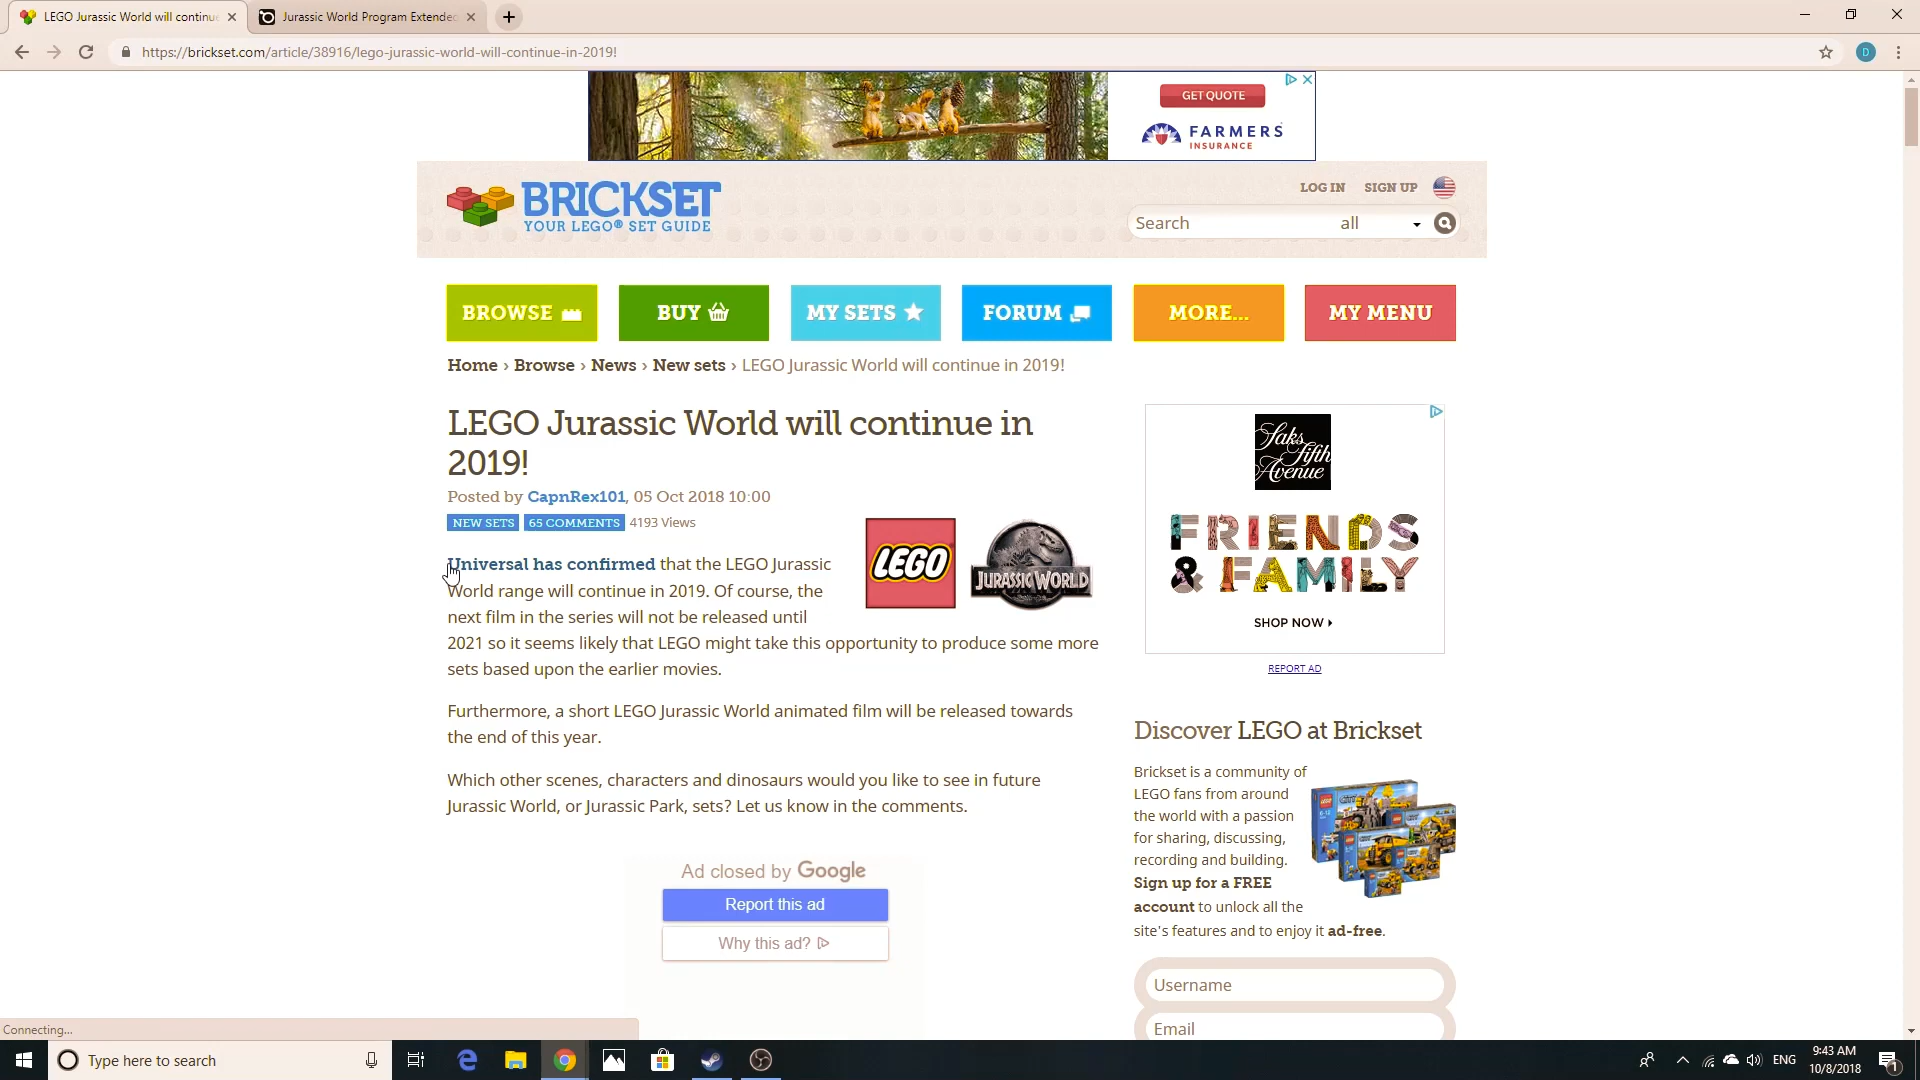 LEGO Jurassic World will continue
Jurassic World Program Extended
https://brickset.com/article/38916/lego-jurassic-world-will-continue-in-2019!
D
GET QUOTE
FARMERS
INSURANCE
BRICKSET
YOUR LEGO® SET GUIDE
LOG IN SIGN UP
Search all
BROWSE
BUY
MY SETS
FORUM
MORE...
MY MENU
Home › Browse › News › New sets › LEGO Jurassic World will continue in 2019!
LEGO Jurassic World will continue in
2019!
Posted by CapnRex101, 05 Oct 2018 10:00
NEW SETS 65 COMMENTS 4193 Views
LEGO
JURASSIC WORLD
Universal has confirmed that the LEGO Jurassic
World range will continue in 2019. Of course, the
next film in the series will not be released until
2021 so it seems likely that LEGO might take this opportunity to produce some more
sets based upon the earlier movies.
Furthermore, a short LEGO Jurassic World animated film will be released towards
the end of this year.
Which other scenes, characters and dinosaurs would you like to see in future
Jurassic World, or Jurassic Park, sets? Let us know in the comments.
Ad closed by Google
Report this ad
Why this ad?
Saks
Fifth
Avenue
FRIENDS
& FAMILY
SHOP NOW
REPORT AD
Discover LEGO at Brickset
Brickset is a community of
LEGO fans from around
the world with a passion
for sharing, discussing,
recording and building.
Sign up for a FREE
account to unlock all the
site's features and to enjoy it ad-free.
Username
Email
Connecting...
Type here to search
ENG
9:43 AM
10/8/2018
1